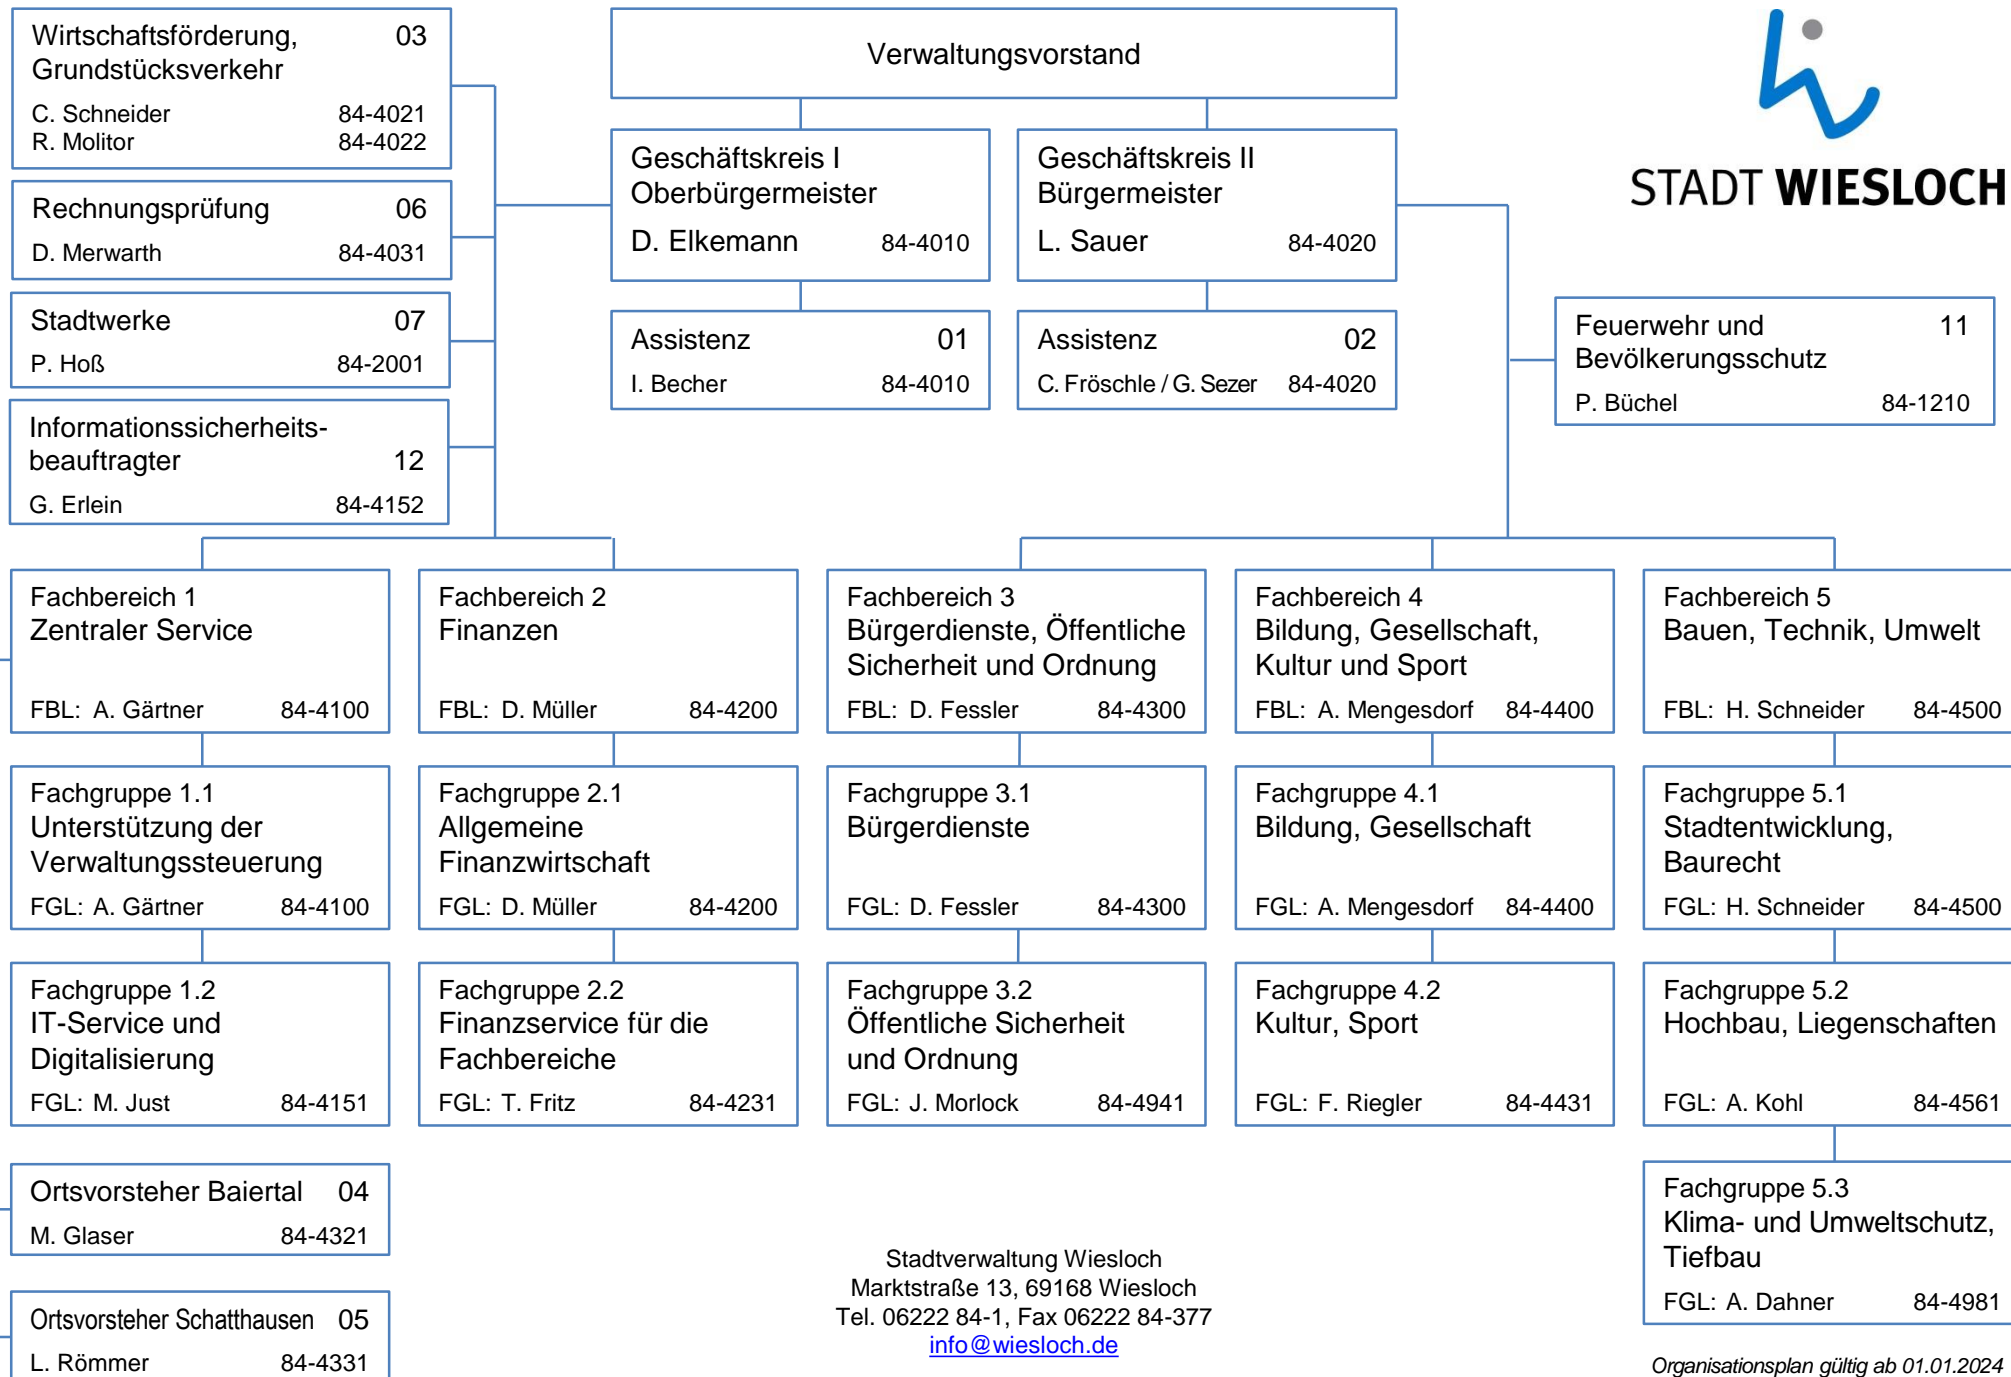 Wirtschaftsförderung, 03
Grundstücksverkehr
C. Schneider 84-4021
R. Molitor 84-4022
Rechnungsprüfung 06
D. Merwarth 84-4031
Stadtwerke 07
P. Hoß 84-2001
Informationssicherheits-
beauftragter 12
G. Erlein 84-4152
Verwaltungsvorstand
Geschäftskreis I
Oberbürgermeister
D. Elkemann 84-4010
Geschäftskreis II
Bürgermeister
L. Sauer 84-4020
Assistenz 01
I. Becher 84-4010
Assistenz 02
C. Fröschle / G. Sezer 84-4020
STADT WIESLOCH
Feuerwehr und 11
Bevölkerungsschutz
P. Büchel 84-1210
Fachbereich 1
Zentraler Service
FBL: A. Gärtner 84-4100
Fachbereich 2
Finanzen
FBL: D. Müller 84-4200
Fachbereich 3
Bürgerdienste, Öffentliche
Sicherheit und Ordnung
FBL: D. Fessler 84-4300
Fachbereich 4
Bildung, Gesellschaft,
Kultur und Sport
FBL: A. Mengesdorf 84-4400
Fachbereich 5
Bauen, Technik, Umwelt
FBL: H. Schneider 84-4500
Fachgruppe 1.1
Unterstützung der
Verwaltungssteuerung
FGL: A. Gärtner 84-4100
Fachgruppe 2.1
Allgemeine
Finanzwirtschaft
FGL: D. Müller 84-4200
Fachgruppe 3.1
Bürgerdienste
FGL: D. Fessler 84-4300
Fachgruppe 4.1
Bildung, Gesellschaft
FGL: A. Mengesdorf 84-4400
Fachgruppe 5.1
Stadtentwicklung,
Baurecht
FGL: H. Schneider 84-4500
Fachgruppe 1.2
IT-Service und
Digitalisierung
FGL: M. Just 84-4151
Fachgruppe 2.2
Finanzservice für die
Fachbereiche
FGL: T. Fritz 84-4231
Fachgruppe 3.2
Öffentliche Sicherheit
und Ordnung
FGL: J. Morlock 84-4941
Fachgruppe 4.2
Kultur, Sport
FGL: F. Riegler 84-4431
Fachgruppe 5.2
Hochbau, Liegenschaften
FGL: A. Kohl 84-4561
Ortsvorsteher Baiertal 04
M. Glaser 84-4321
Ortsvorsteher Schatthausen 05
L. Römmer 84-4331
Stadtverwaltung Wiesloch
Marktstraße 13, 69168 Wiesloch
Tel. 06222 84-1, Fax 06222 84-377
info@wiesloch.de
Fachgruppe 5.3
Klima- und Umweltschutz,
Tiefbau
FGL: A. Dahner 84-4981
Organisationsplan gültig ab 01.01.2024